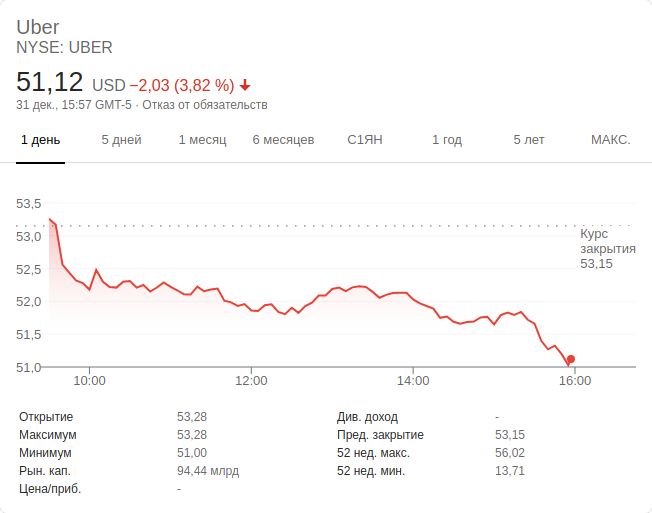 Uber
NYSE: UBER
51,12 USD −2,03 (3,82 %)
31 дек., 15:57 GMT-5 · Отказ от обязательств
1 день 5 дней 1 месяц 6 месяцев С1ЯН 1 год 5 лет МАКС.
53,5
53,0
52,5
52,0
51,5
51,0
Курс
закрытия
53,15
10:00 12:00 14:00 16:00
Открытие 53,28 Див. доход -
Максимум 53,28 Пред. закрытие 53,15
Минимум 51,00 52 нед. макс. 56,02
Рын. кап. 94,44 млрд 52 нед. мин. 13,71
Цена/приб. -